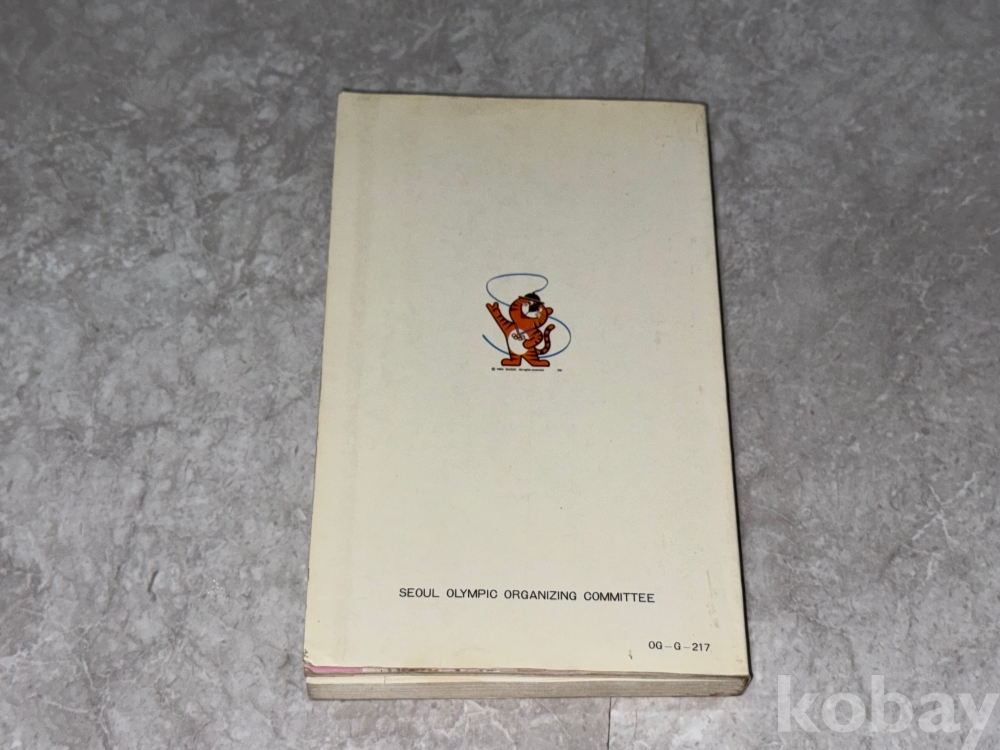 SEOUL OLYMPIC ORGANIZING COMMITTEE
OG-G-217
kobay